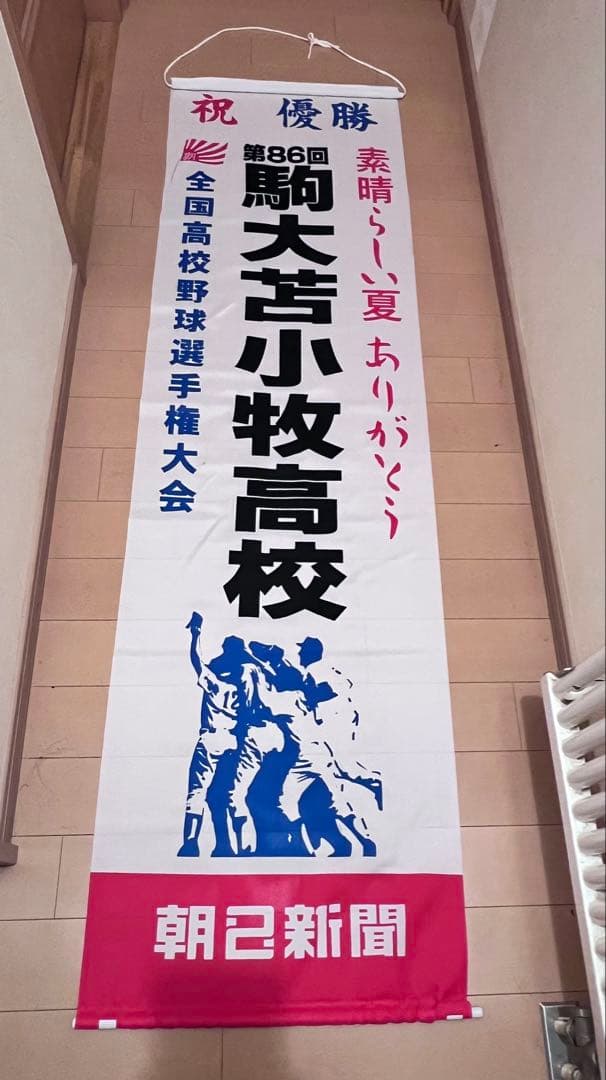 祝 優勝
素晴らしい夏 ありがとう
第86回
駒大苫小牧高校
全国高校野球選手権大会
朝日新聞